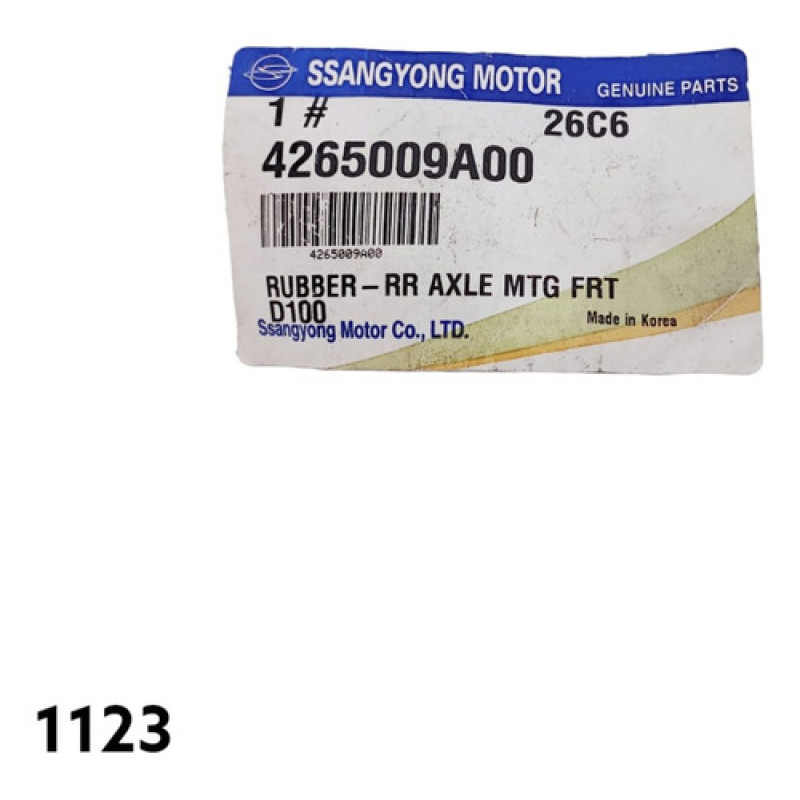 SSANGYONG MOTOR GENUINE PARTS
1 # 26C6
4265009A00
4265009A00
RUBBER-RR AXLE MTG FRT
D100
Made in Korea
Ssangyong Motor Co., LTD.
1123